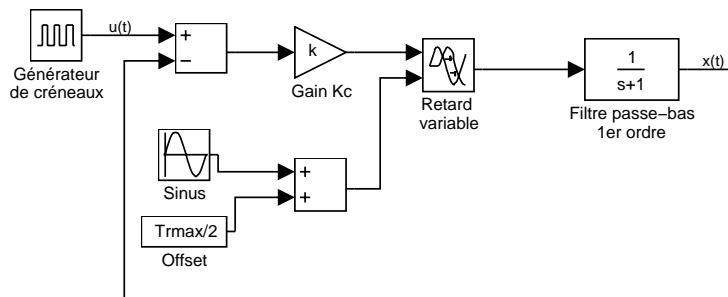 u(t)
+
−
Générateur
de créneaux
k
Gain Kc
Retard
variable
1
s+1
Filtre passe−bas
1er ordre
x(t)
Sinus
+
+
Trmax/2
Offset